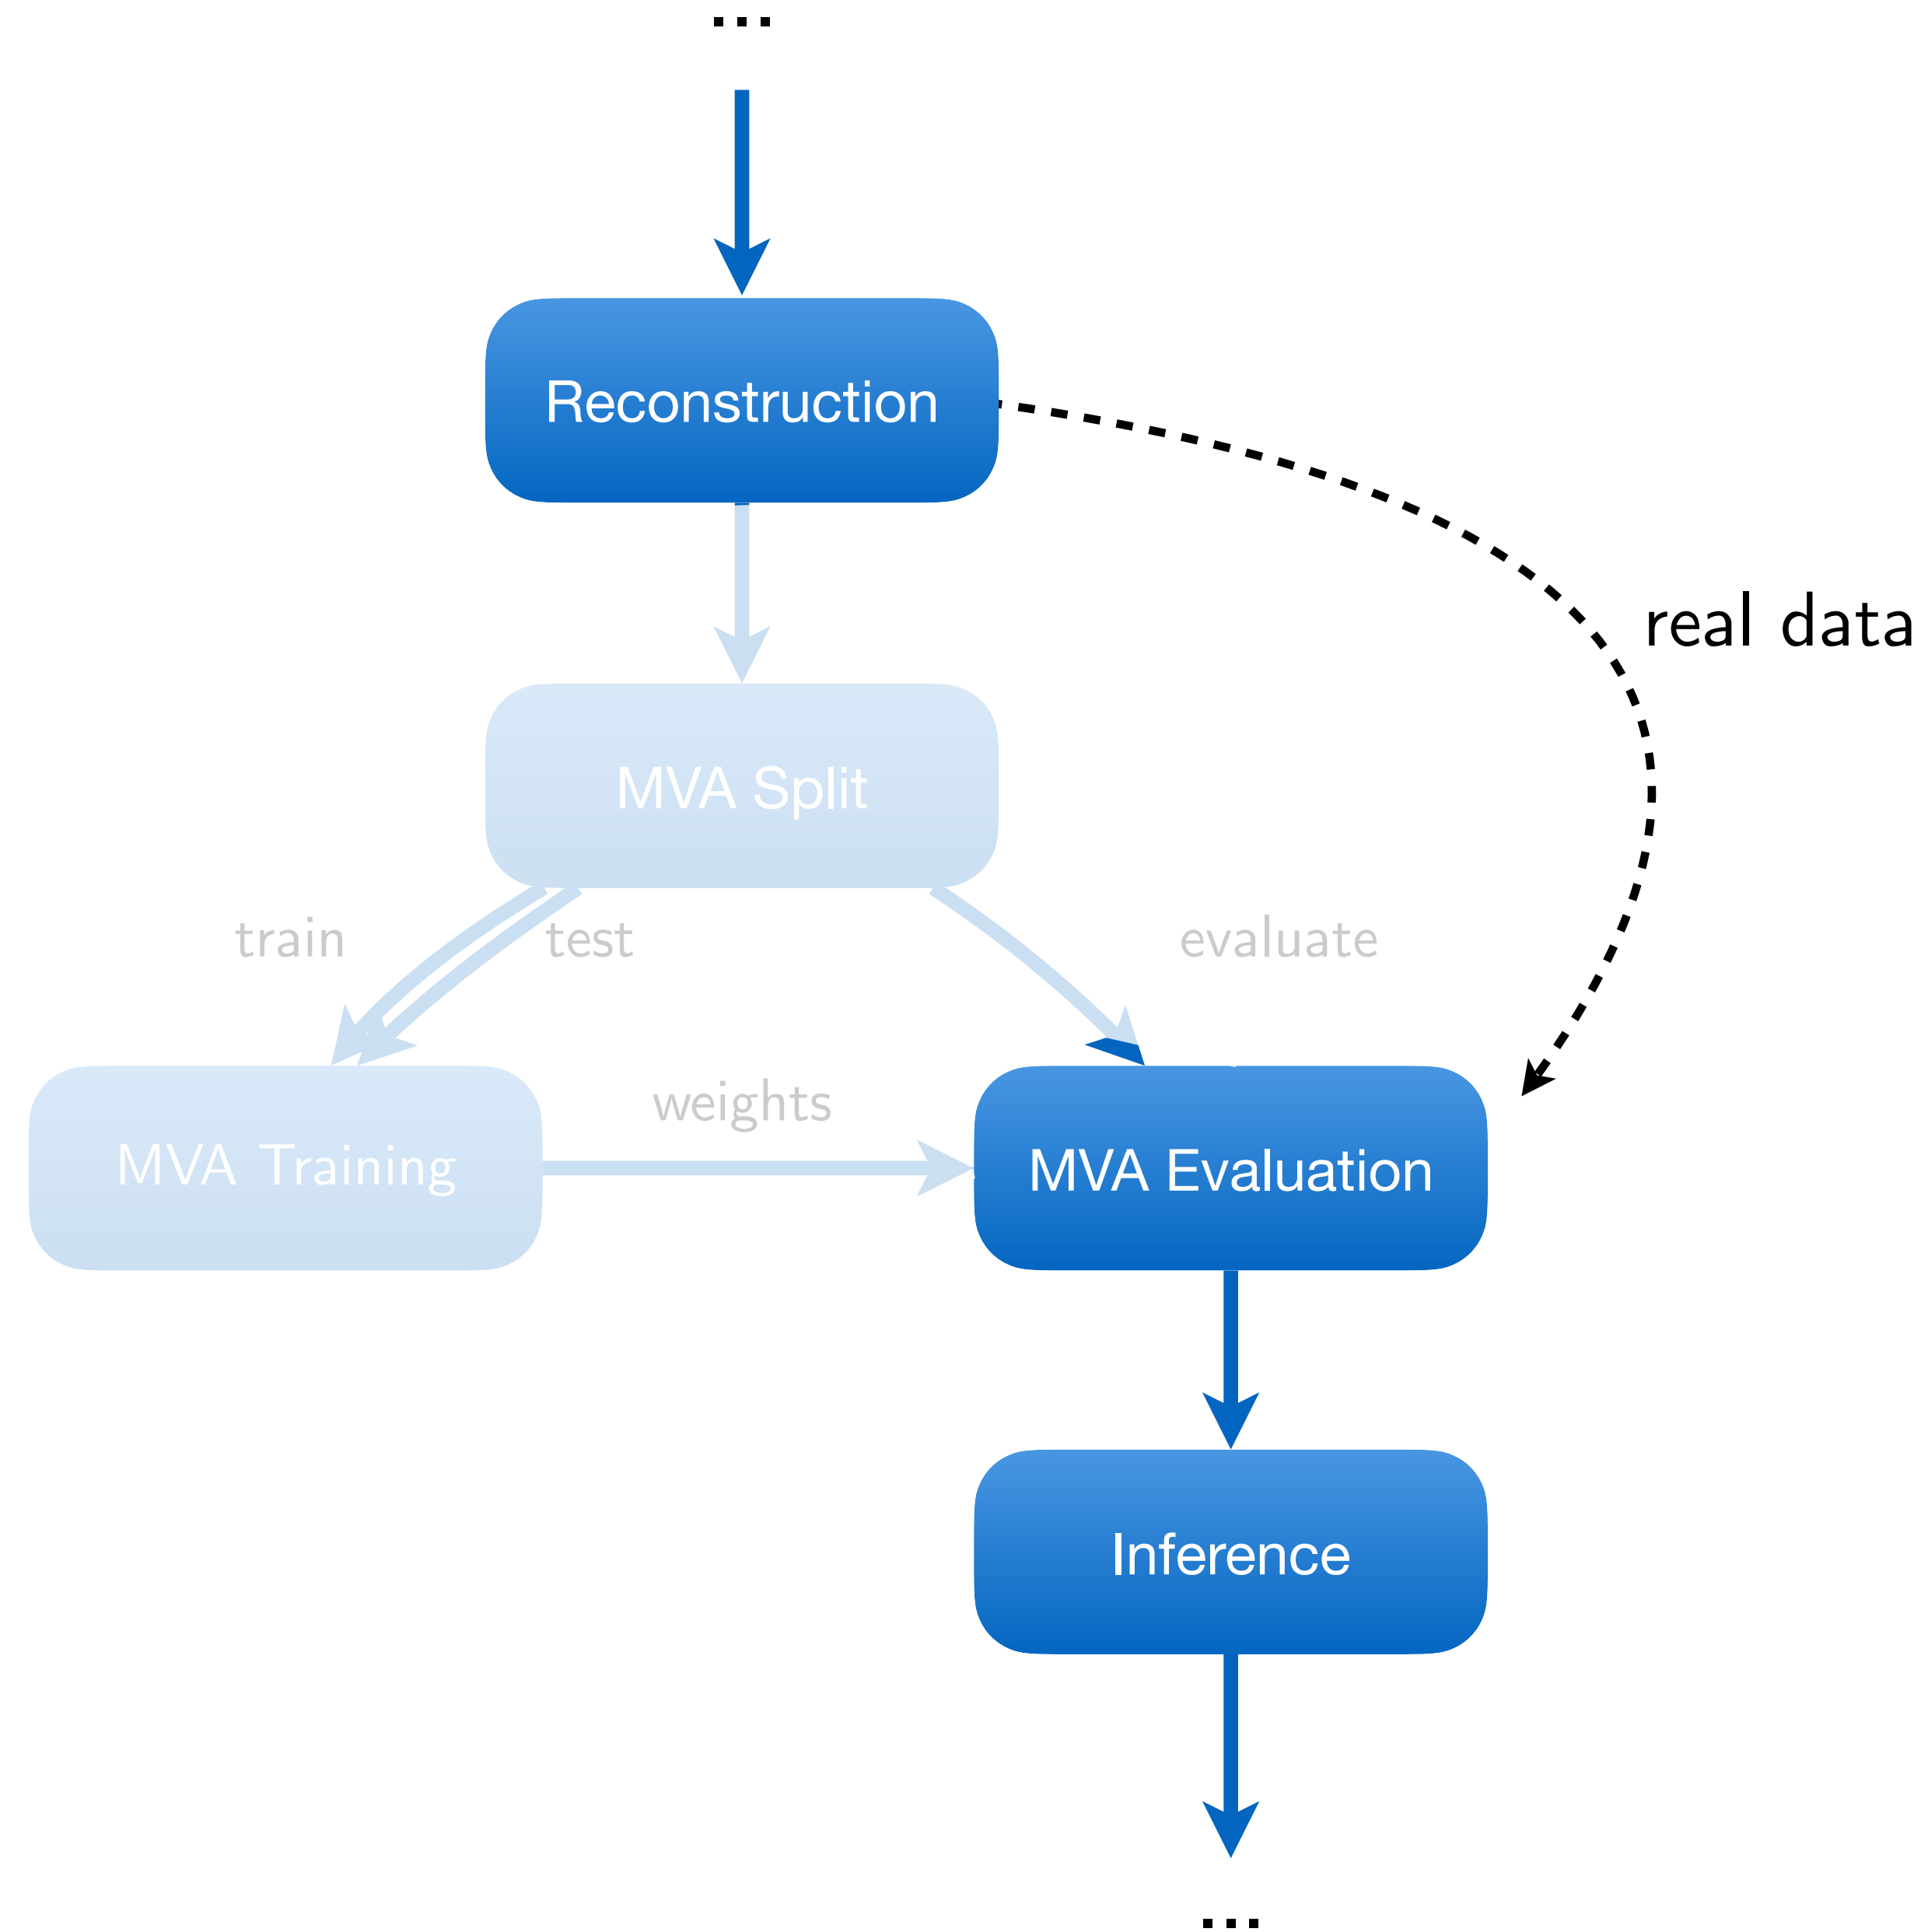 ...
Reconstruction
real data
MVA Split
train
test
evaluate
weights
MVA Training
MVA Evaluation
Inference
...